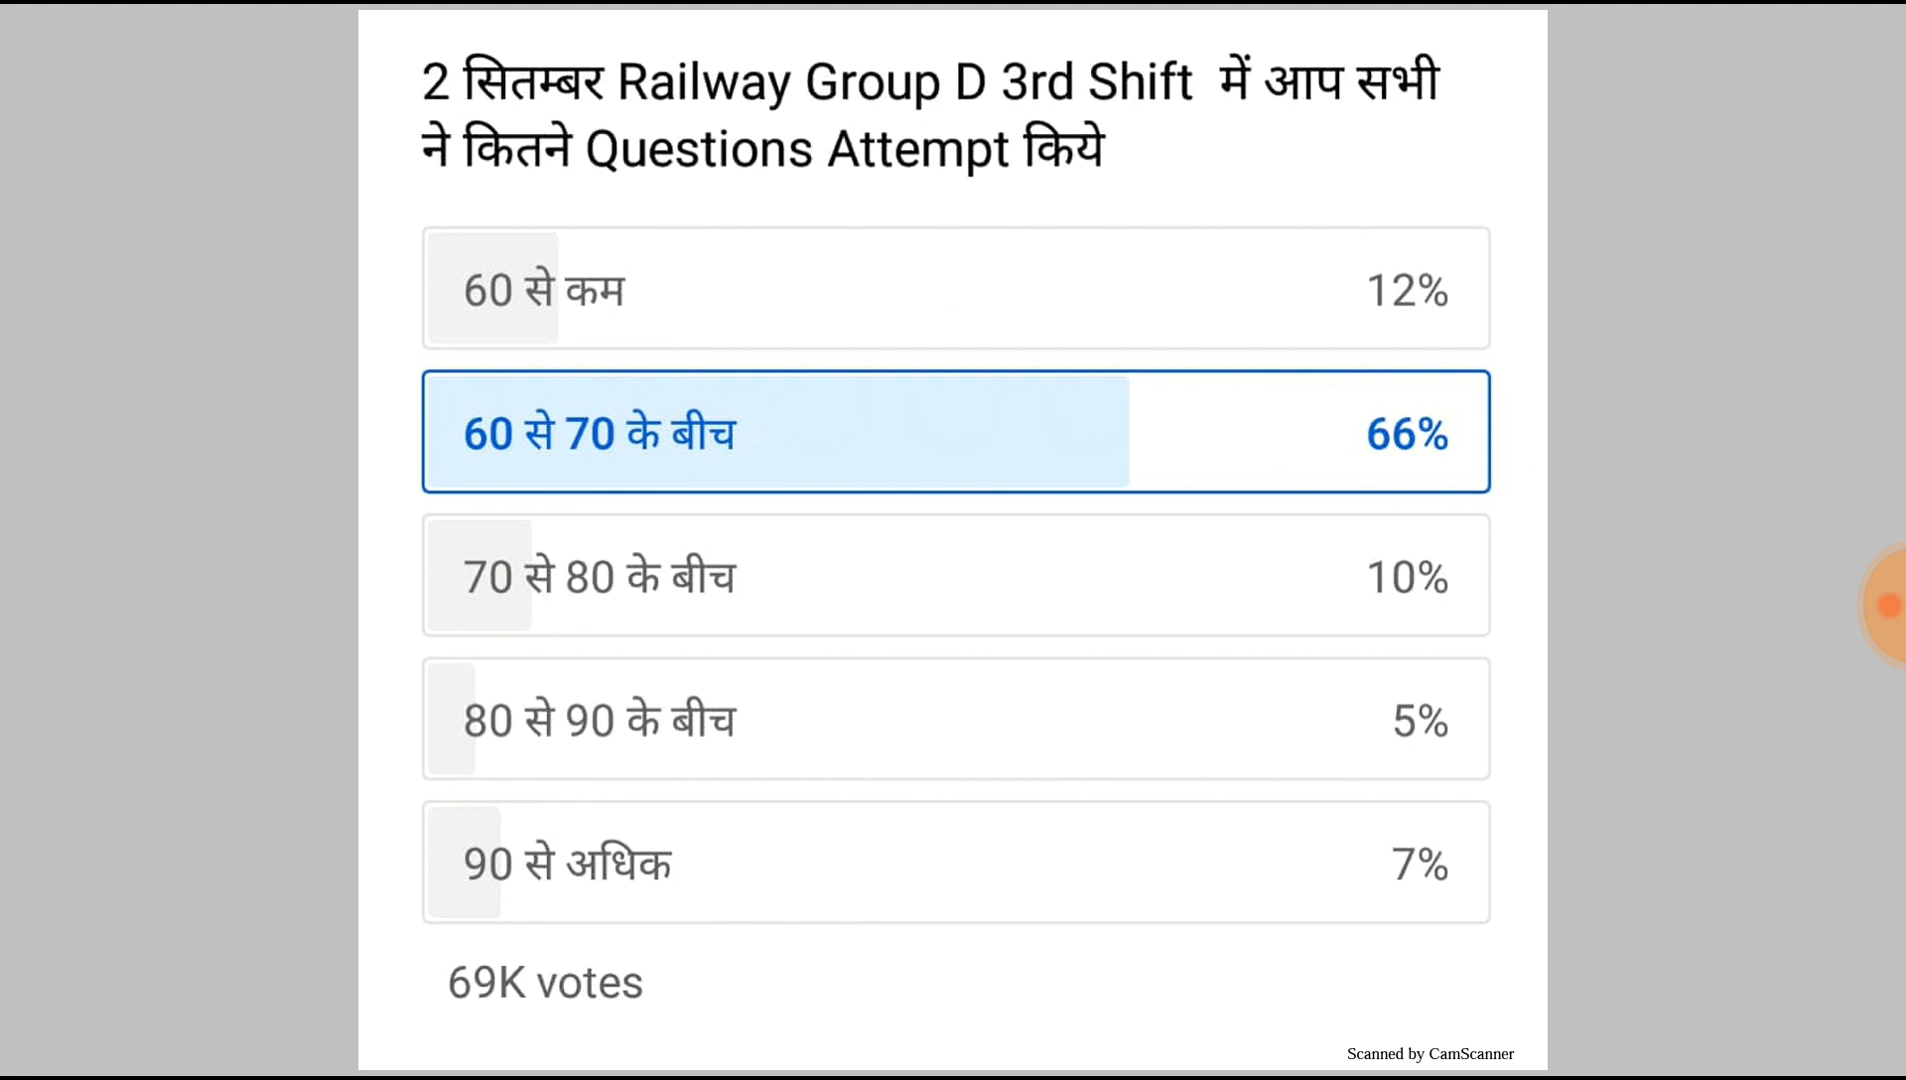 2 सितम्बर Railway Group D 3rd Shift में आप सभी
ने कितने Questions Attempt किये
60 से कम 12%
60 से 70 के बीच 66%
70 से 80 के बीच 10%
80 से 90 के बीच 5%
90 से अधिक 7%
69K votes
Scanned by CamScanner